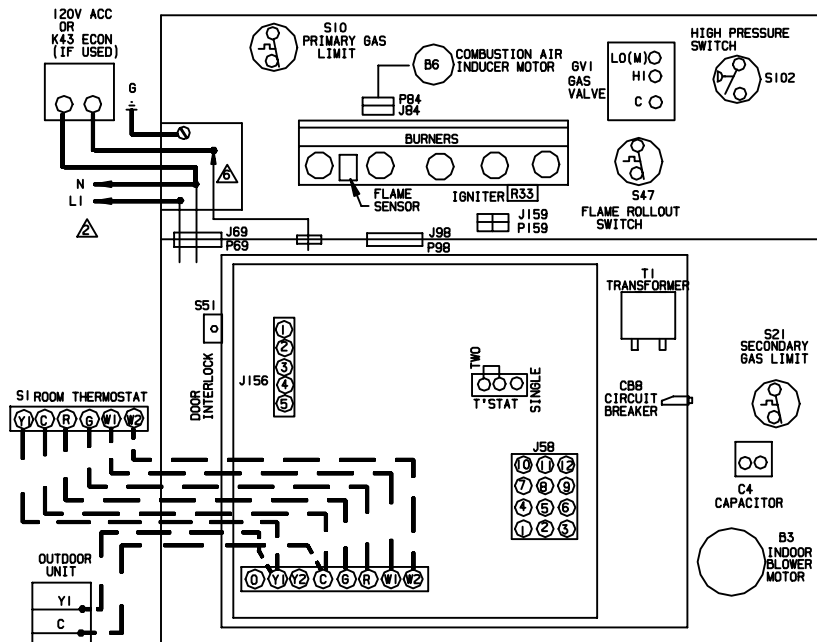 120V ACC
OR
K43 ECON
(IF USED)
G
N
L1
2
6
S10
PRIMARY GAS
LIMIT
B6
COMBUSTION AIR
INDUCER MOTOR
P84
J84
GV1
GAS
VALVE
LO(M)
HI
C
HIGH PRESSURE
SWITCH
S102
BURNERS
FLAME
SENSOR
IGNITER
R33
J159
P159
S47
FLAME ROLLOUT
SWITCH
J69
P69
J98
P98
S51
DOOR
INTERLOCK
J156
1
2
3
4
5
TWO
SINGLE
T'STAT
T1
TRANSFORMER
CB8
CIRCUIT
BREAKER
S21
SECONDARY
GAS LIMIT
S1 ROOM THERMOSTAT
Y1 C R G W1 W2
J58
10 11 12
7 8 9
4 5 6
1 2 3
C4
CAPACITOR
B3
INDOOR
BLOWER
MOTOR
OUTDOOR
UNIT
Y1
C
O Y1 Y2 C G R W1 W2